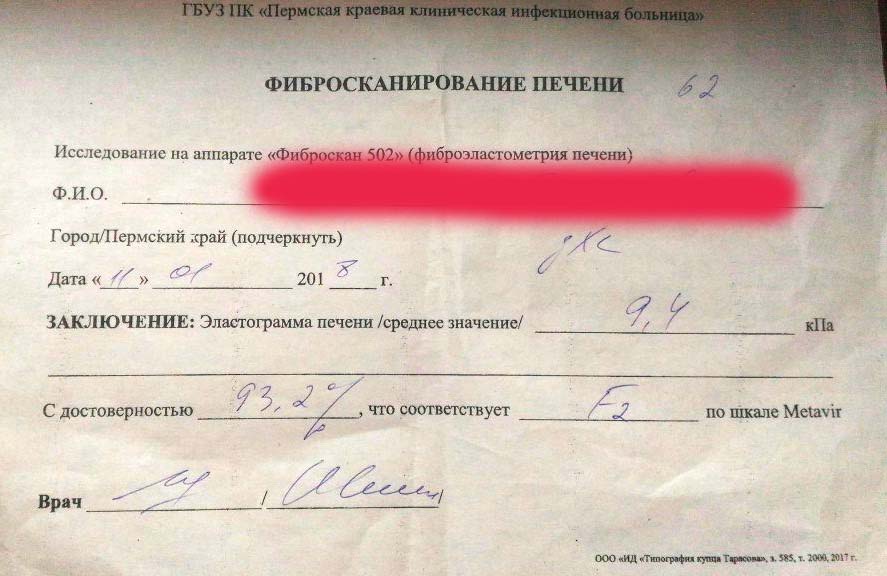 ГБУЗ ПК «Пермская краевая клиническая инфекционная больница»
ФИБРОСКАНИРОВАНИЕ ПЕЧЕНИ 62
Исследование на аппарате «Фиброскан 502» (фиброэластометрия печени)
Ф.И.О.
Город/Пермский край (подчеркнуть)
Дата «11» 01 2018 г.
ЗАКЛЮЧЕНИЕ: Эластограмма печени /среднее значение/ 9,4 кПа
С достоверностью 93,2%, что соответствует F2 по шкале Metavir
Врач / /
ООО «ИД «Типография купца Тарасова», з. 585, т. 2000, 2017 г.